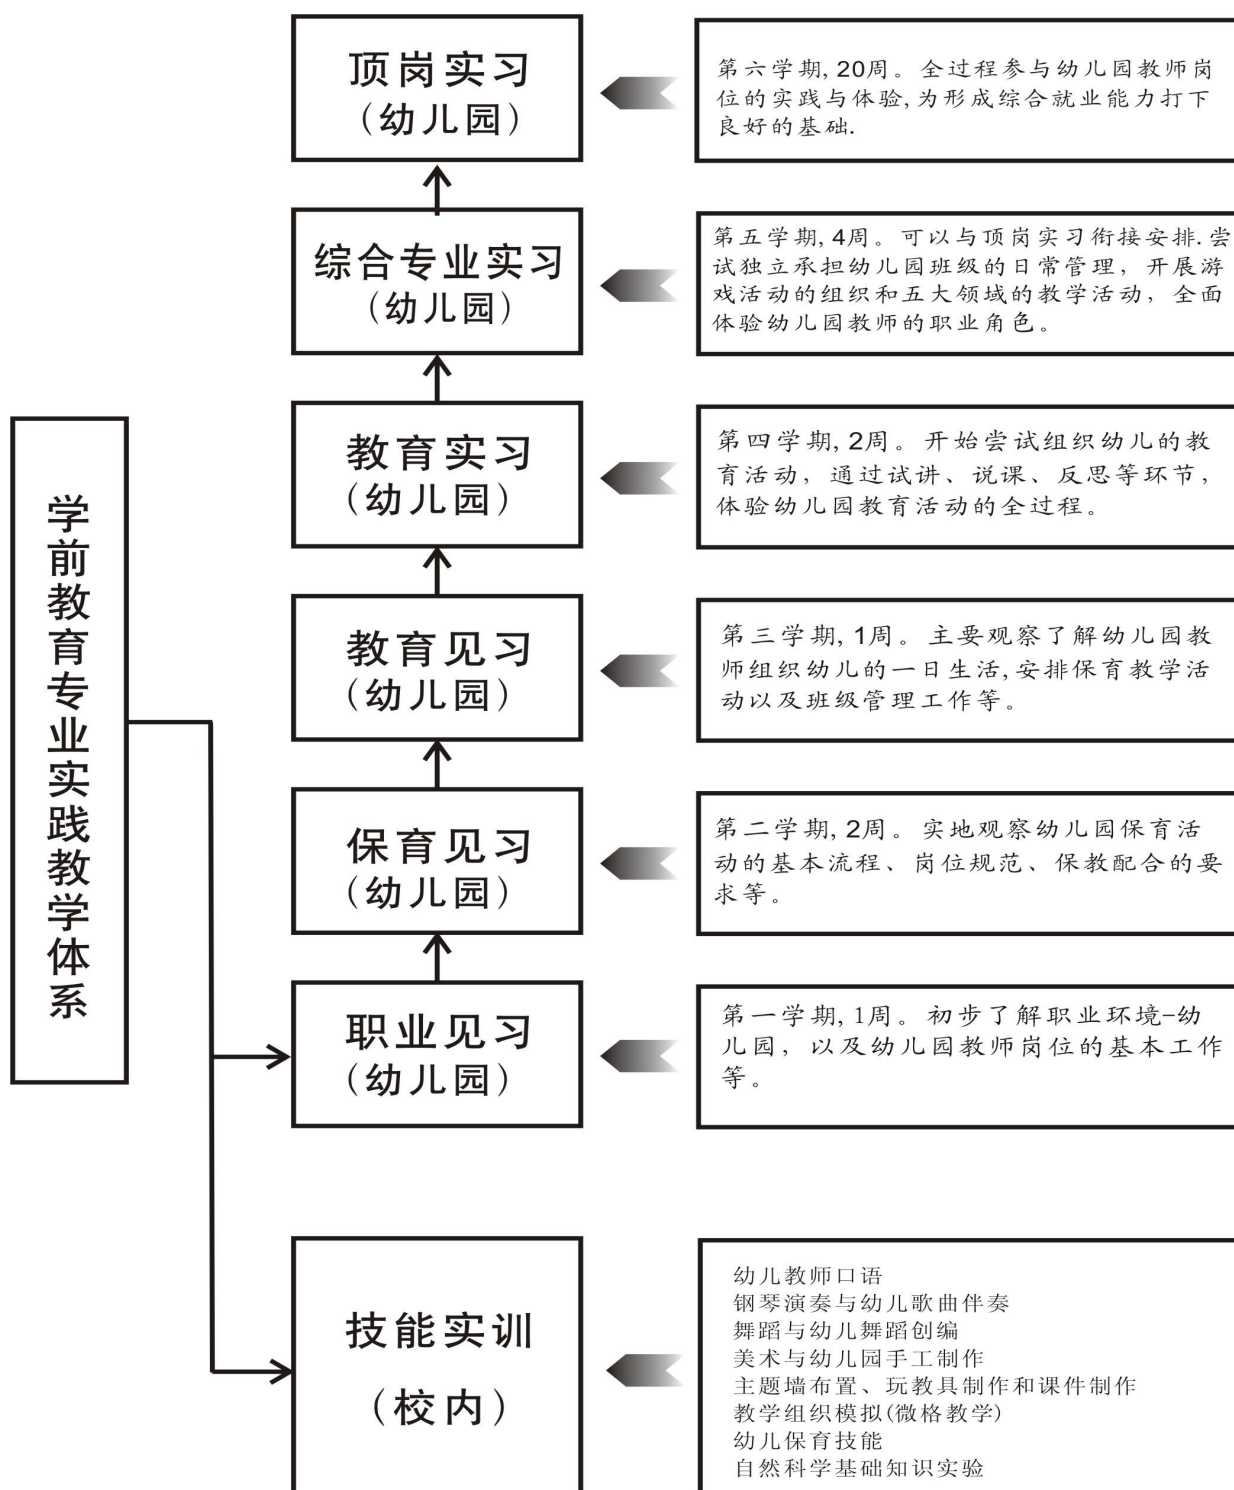 学前教育专业实践教学体系
顶岗实习
（幼儿园）
第六学期, 20周。全过程参与幼儿园教师岗
位的实践与体验,为形成综合就业能力打下
良好的基础.
综合专业实习
（幼儿园）
第五学期, 4周。可以与顶岗实习衔接安排.尝
试独立承担幼儿园班级的日常管理，开展游
戏活动的组织和五大领域的教学活动，全面
体验幼儿园教师的职业角色。
教育实习
（幼儿园）
第四学期, 2周。开始尝试组织幼儿的教
育活动，通过试讲、说课、反思等环节，
体验幼儿园教育活动的全过程。
教育见习
（幼儿园）
第三学期, 1周。主要观察了解幼儿园教
师组织幼儿的一日生活,安排保育教学活
动以及班级管理工作等。
保育见习
（幼儿园）
第二学期, 2周。实地观察幼儿园保育活
动的基本流程、岗位规范、保教配合的要
求等。
职业见习
（幼儿园）
第一学期, 1周。初步了解职业环境-幼
儿园，以及幼儿园教师岗位的基本工作
等。
技能实训
（校内）
幼儿教师口语
钢琴演奏与幼儿歌曲伴奏
舞蹈与幼儿舞蹈创编
美术与幼儿园手工制作
主题墙布置、玩教具制作和课件制作
教学组织模拟(微格教学)
幼儿保育技能
自然科学基础知识实验